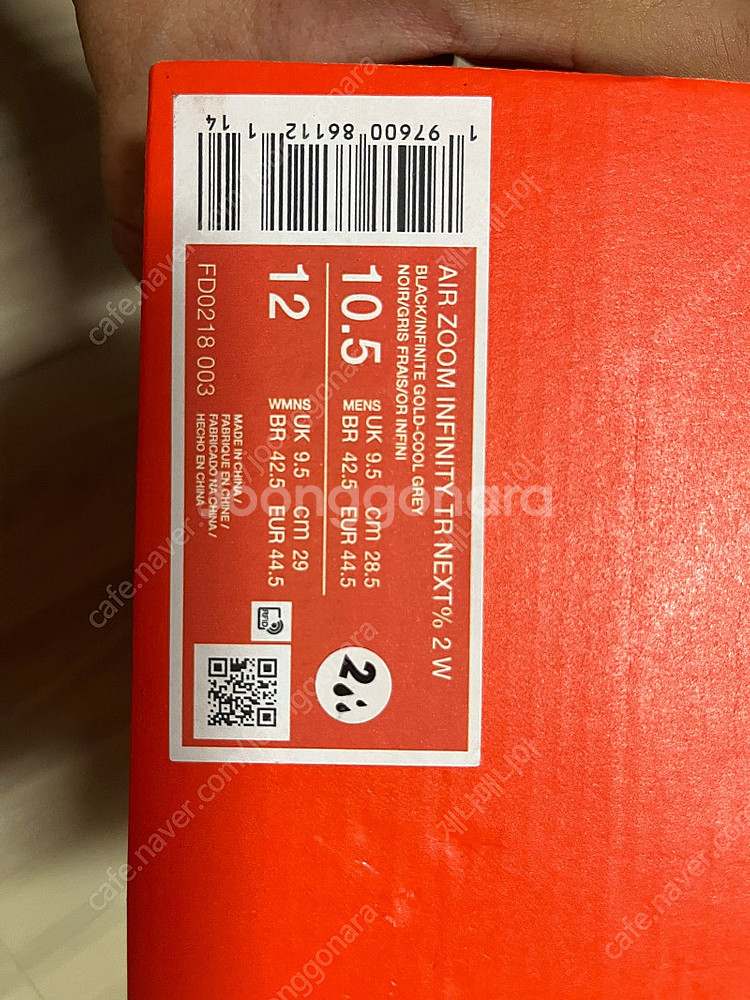 AIR ZOOM INFINITY TR NEXT% 2 W
BLACK/INFINITE GOLD-COOL GREY
NOIR/GRIS FRAIS/OR INFINI
10.5 MENS UK 9.5 cm 28.5
BR 42.5 EUR 44.5
12 WMNS UK 9.5 cm 29
BR 42.5 EUR 44.5
FD0218 003
MADE IN CHINA /
FABRIQUE EN CHINE /
FABRICADO NA CHINA /
HECHO EN CHINA
1 97600 86112 1 14
RFID
2
joonggonara
cafe.naver.com/joonggonara